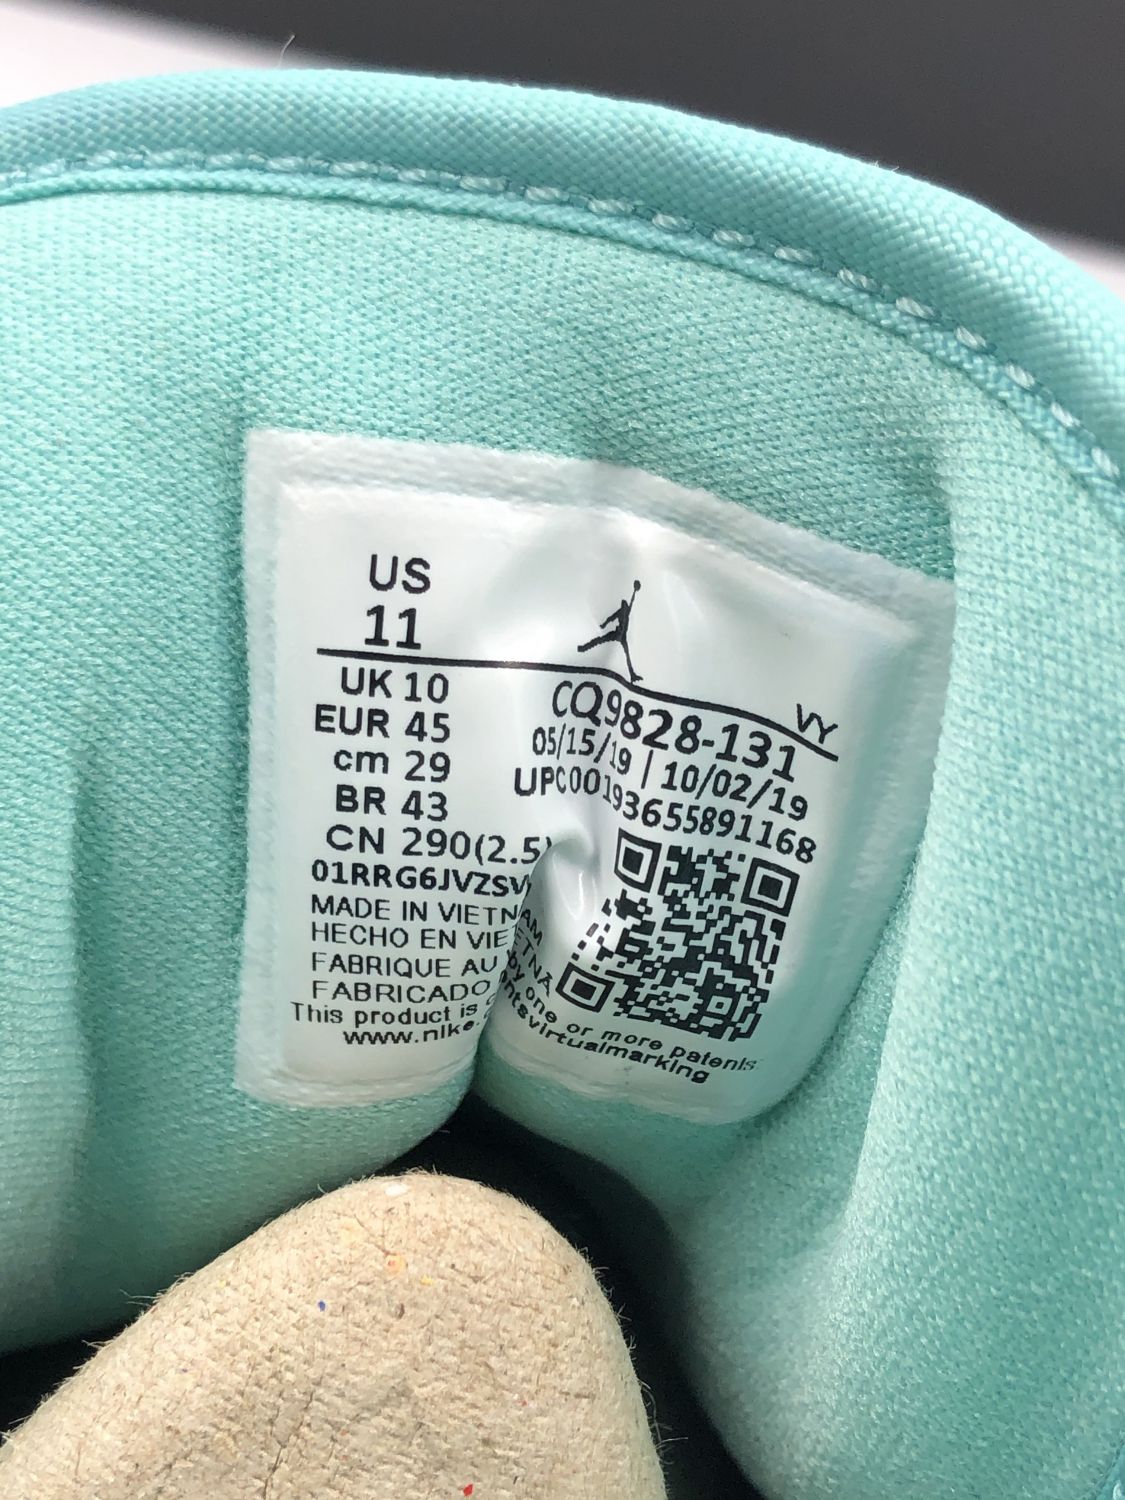 US
11
VY
UK 10
EUR 45
cm 29
BR 43
CN 290(2.5)
CQ9828-131
05/15/19 | 10/02/19
UPC00193655891168
01RRG6JVZSV
MADE IN VIETNAM
HECHO EN VIETNA
FABRIQUE AU
FABRICADO
This product is by one or more patents
www.nike.